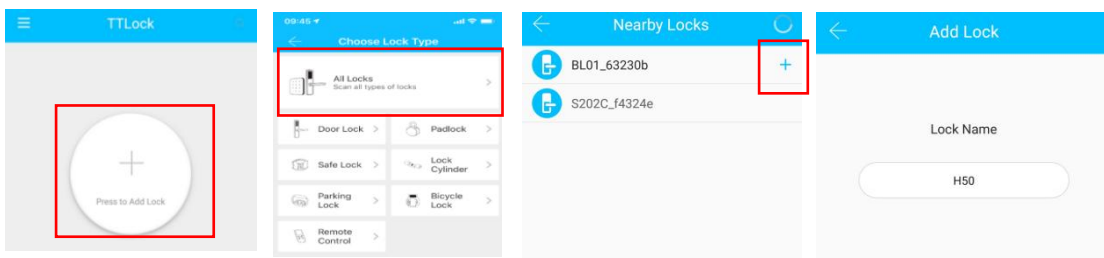 TTLock
Press to Add Lock
09:45
Choose Lock Type
All Locks
Scan all types of locks
Door Lock
Padlock
Safe Lock
Lock
Cylinder
Parking
Lock
Bicycle
Lock
Remote
Control
Nearby Locks
BL01_63230b
S202C_f4324e
Add Lock
Lock Name
H50